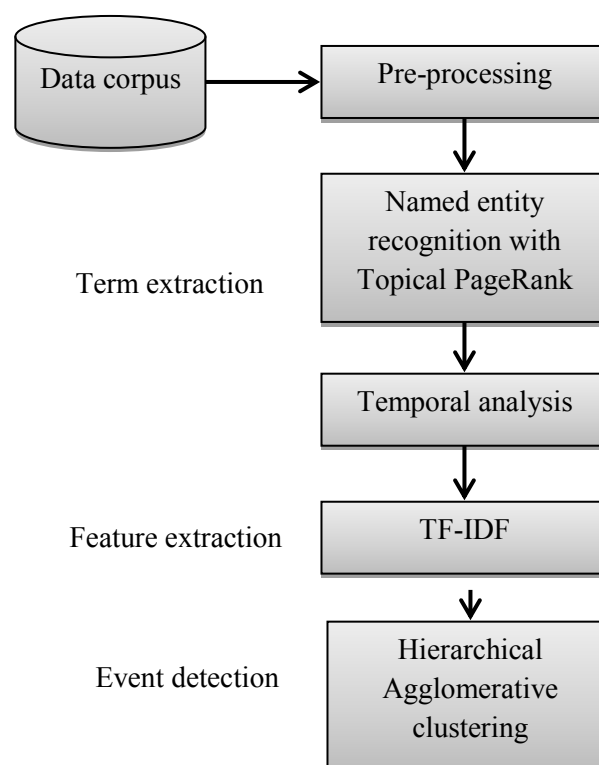 Data corpus
Pre-processing
Named entity
recognition with
Topical PageRank
Term extraction
Temporal analysis
TF-IDF
Feature extraction
Hierarchical
Agglomerative
clustering
Event detection